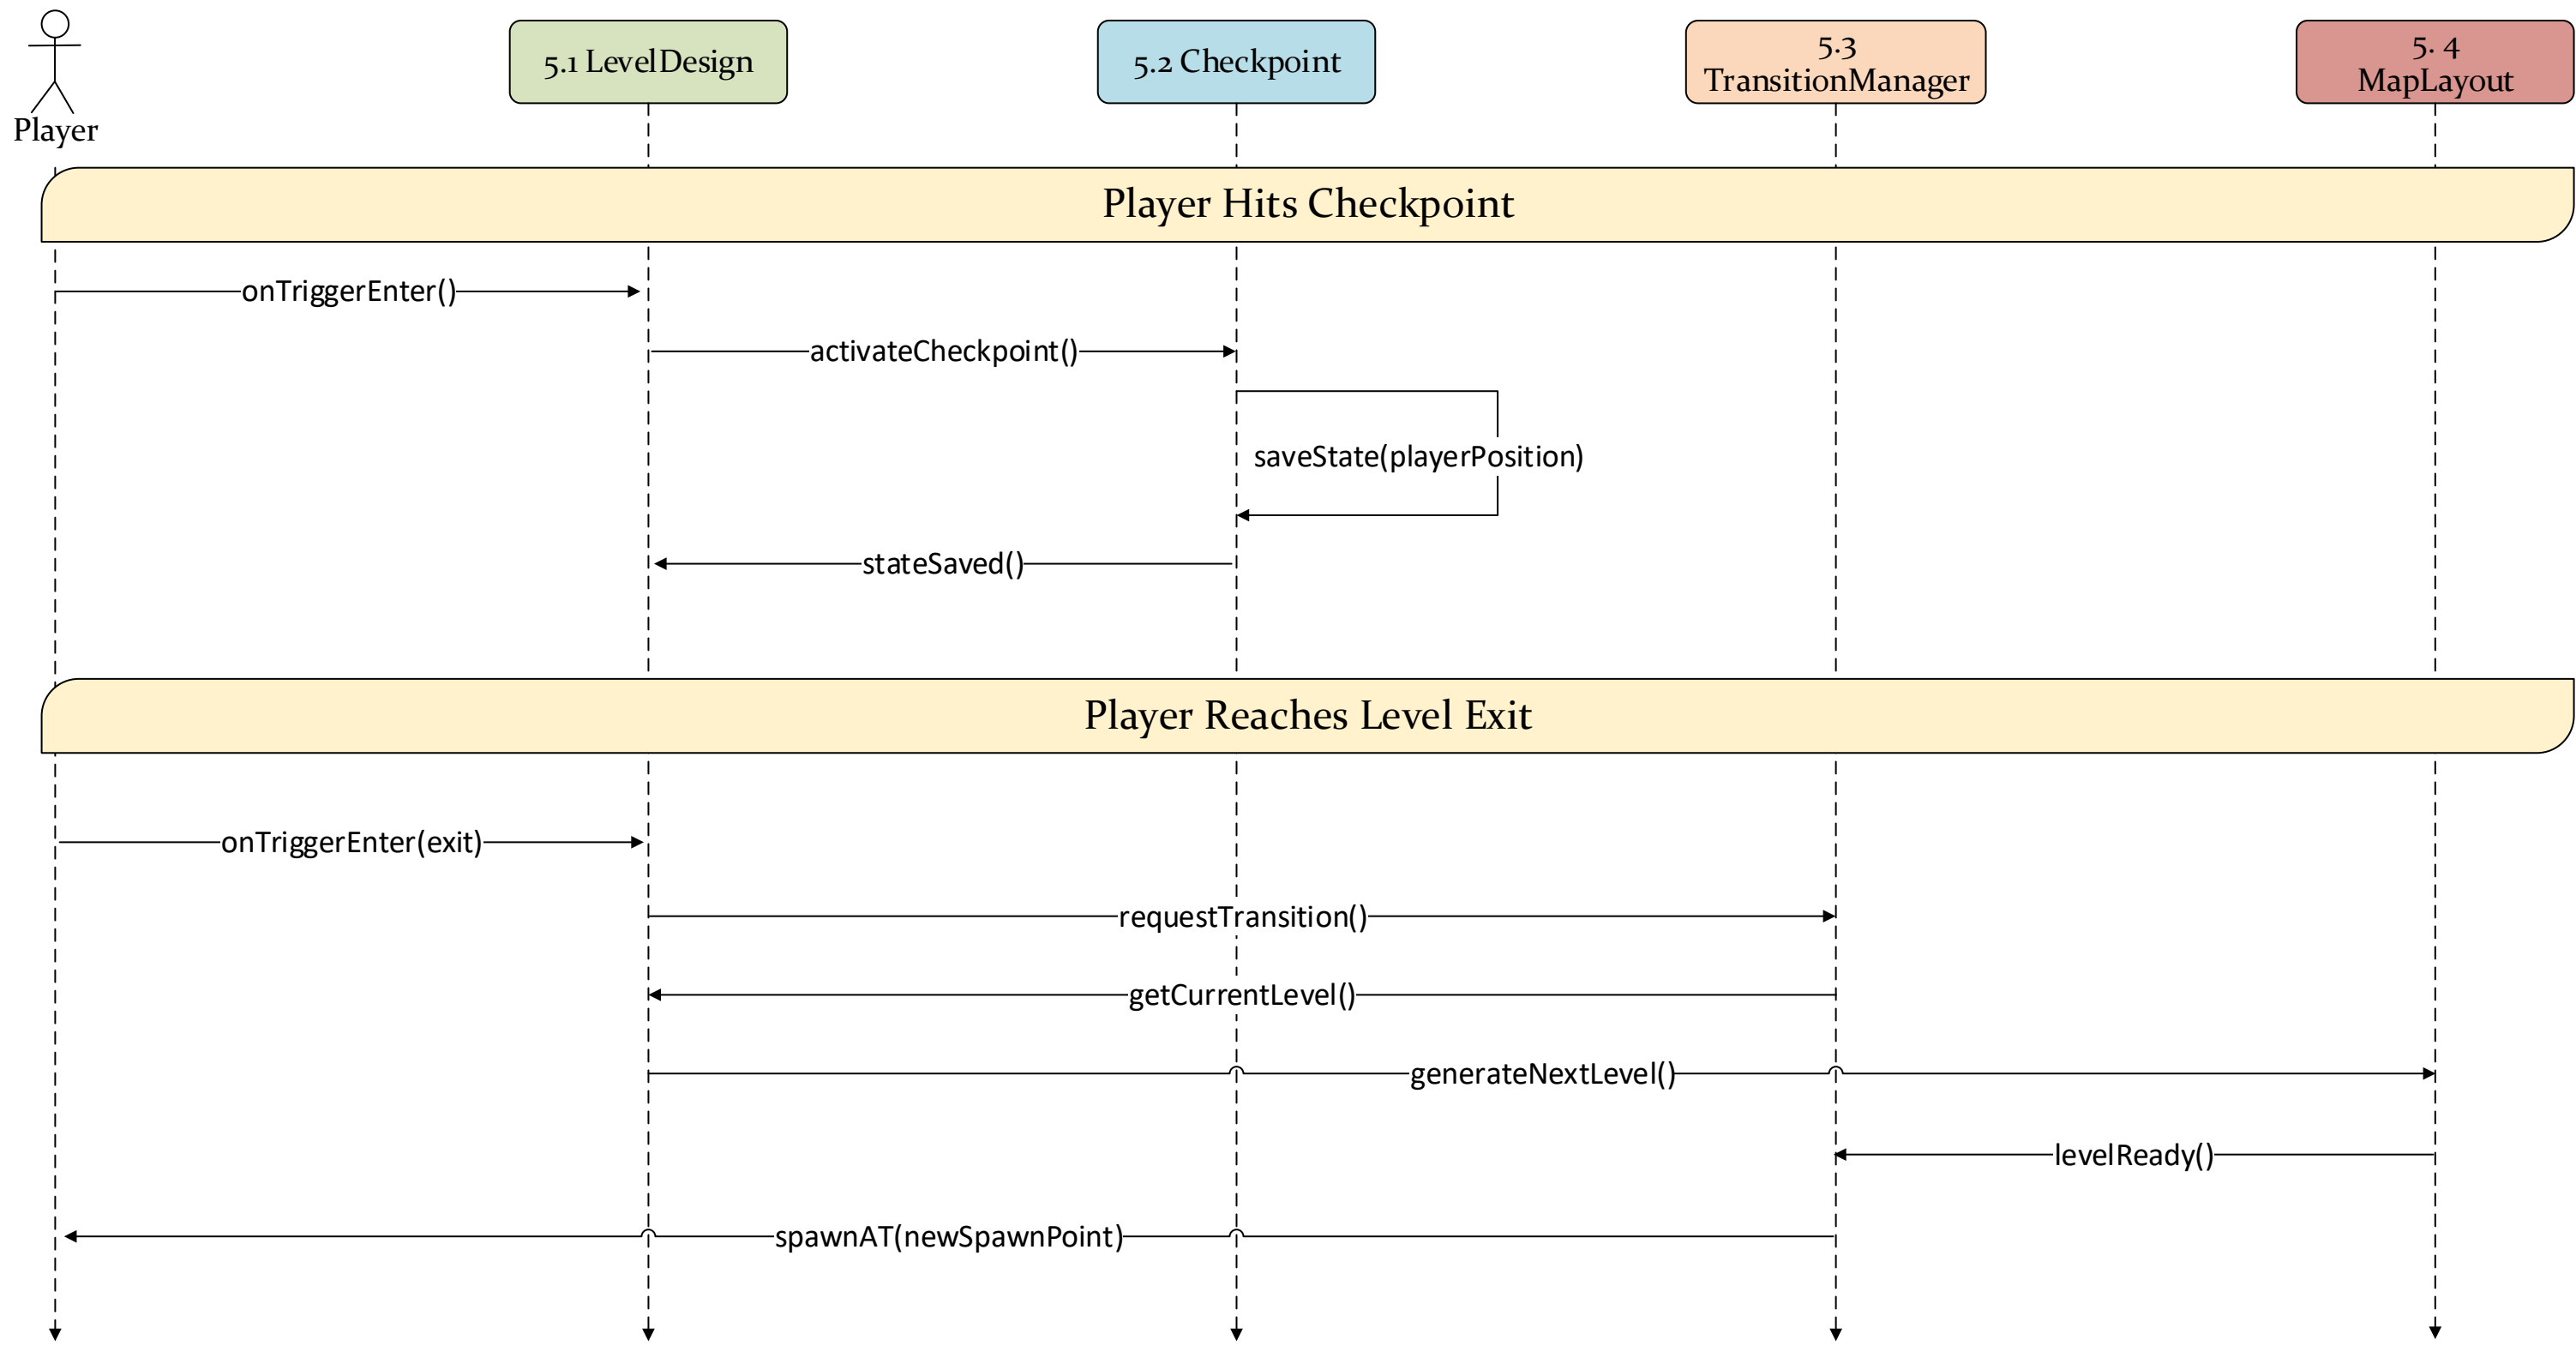 Player
5.1 LevelDesign
5.2 Checkpoint
5.3
TransitionManager
5. 4
MapLayout
Player Hits Checkpoint
onTriggerEnter()
activateCheckpoint()
saveState(playerPosition)
stateSaved()
Player Reaches Level Exit
onTriggerEnter(exit)
requestTransition()
getCurrentLevel()
generateNextLevel()
levelReady()
spawnAT(newSpawnPoint)